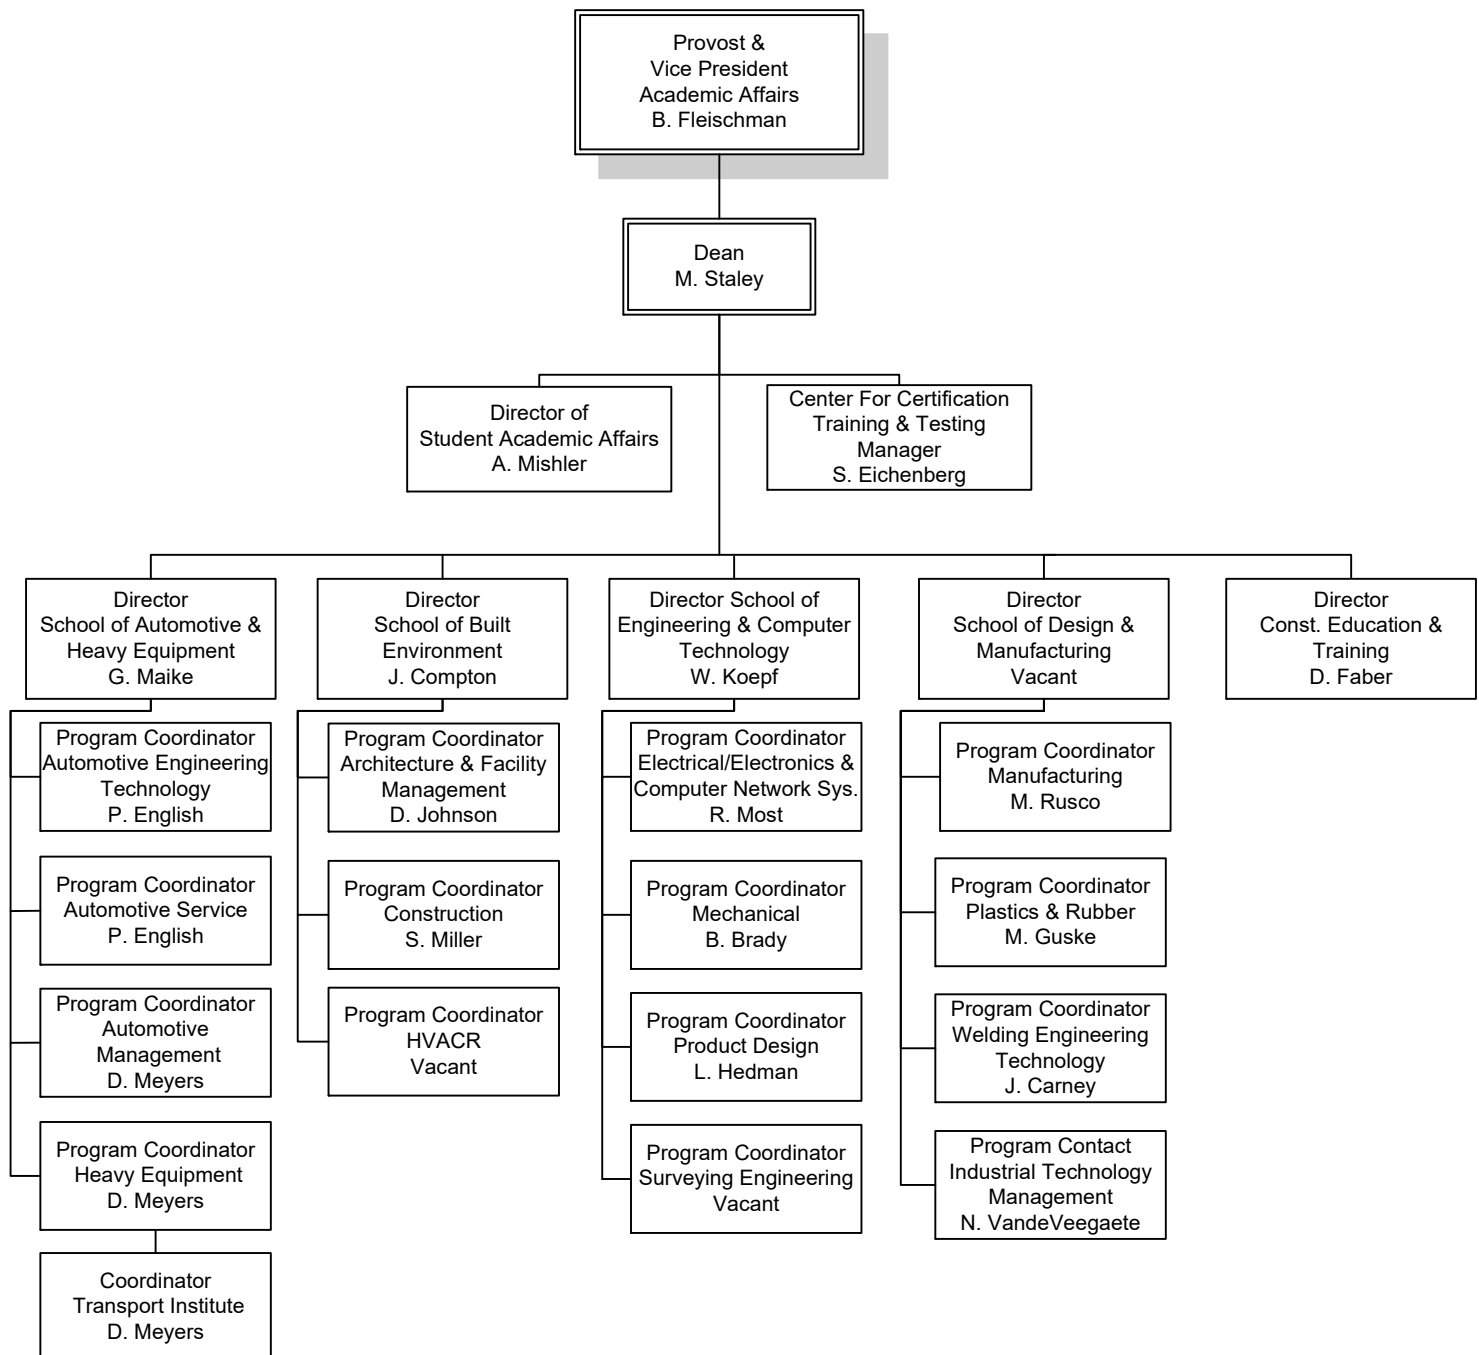 Provost &
Vice President
Academic Affairs
B. Fleischman
Dean
M. Staley
Director of
Student Academic Affairs
A. Mishler
Center For Certification
Training & Testing
Manager
S. Eichenberg
Director
School of Automotive &
Heavy Equipment
G. Maike
Director
School of Built
Environment
J. Compton
Director School of
Engineering & Computer
Technology
W. Koepf
Director
School of Design &
Manufacturing
Vacant
Director
Const. Education &
Training
D. Faber
Program Coordinator
Automotive Engineering
Technology
P. English
Program Coordinator
Automotive Service
P. English
Program Coordinator
Automotive
Management
D. Meyers
Program Coordinator
Heavy Equipment
D. Meyers
Coordinator
Transport Institute
D. Meyers
Program Coordinator
Architecture & Facility
Management
D. Johnson
Program Coordinator
Construction
S. Miller
Program Coordinator
HVACR
Vacant
Program Coordinator
Electrical/Electronics &
Computer Network Sys.
R. Most
Program Coordinator
Mechanical
B. Brady
Program Coordinator
Product Design
L. Hedman
Program Coordinator
Surveying Engineering
Vacant
Program Coordinator
Manufacturing
M. Rusco
Program Coordinator
Plastics & Rubber
M. Guske
Program Coordinator
Welding Engineering
Technology
J. Carney
Program Contact
Industrial Technology
Management
N. VandeVeegaete